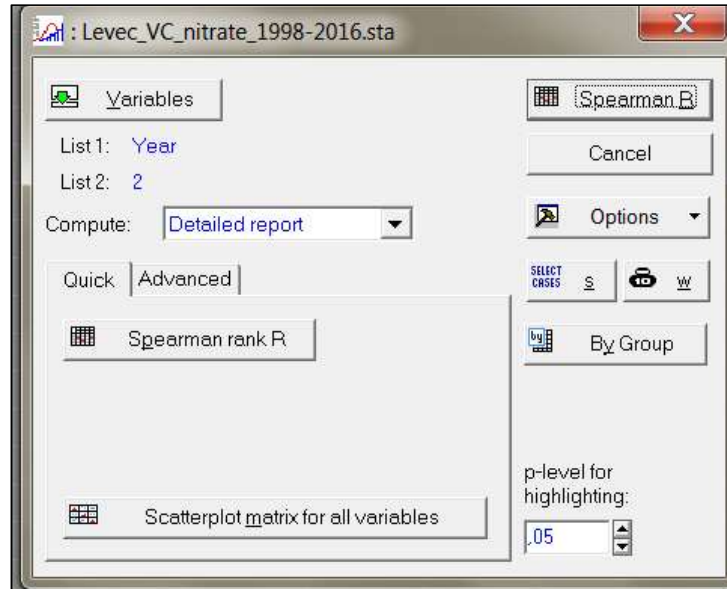 : Levec_VC_nitrate_1998-2016.sta
Variables
List 1: Year
List 2: 2
Compute: Detailed report
Quick Advanced
Spearman rank R
Scatterplot matrix for all variables
Spearman R
Cancel
Options
SELECT CASES S
w
by By Group
p-level for
highlighting:
,05